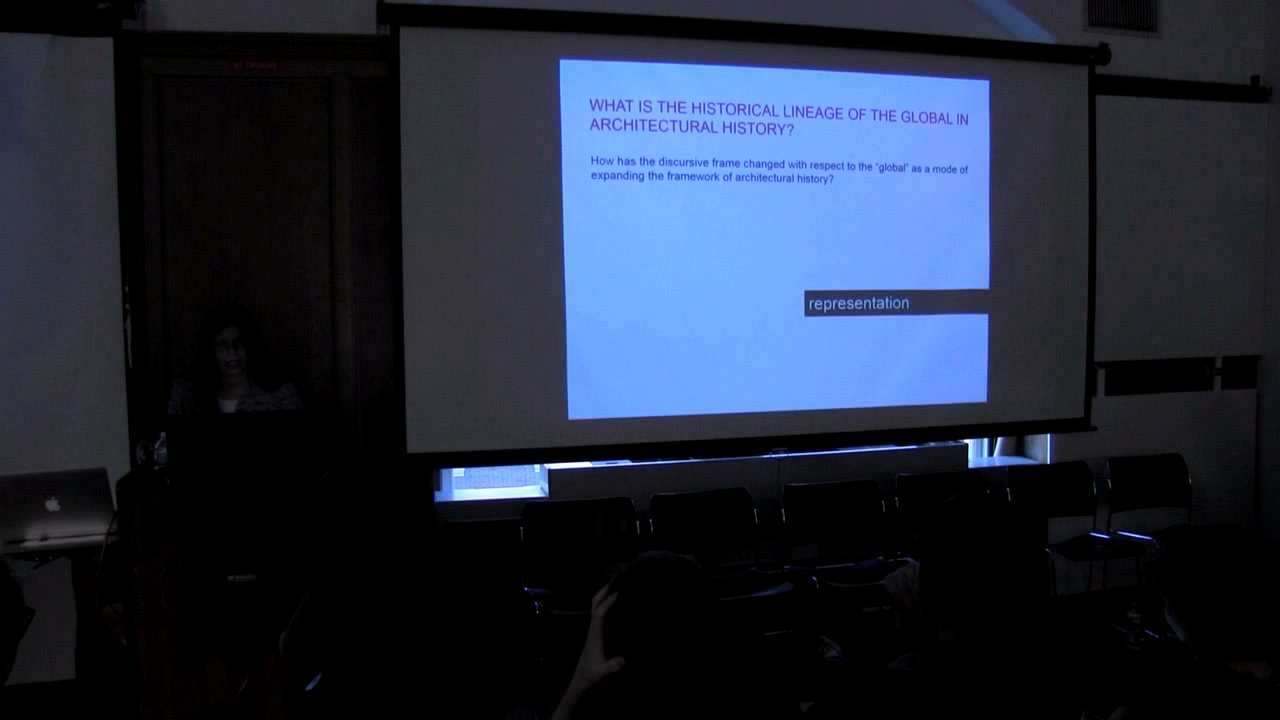 WHAT IS THE HISTORICAL LINEAGE OF THE GLOBAL IN
ARCHITECTURAL HISTORY?
How has the discursive frame changed with respect to the "global" as a mode of
expanding the framework of architectural history?
representation